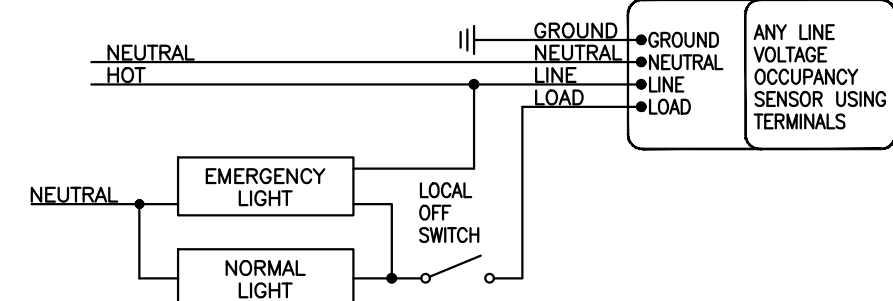 GROUND
NEUTRAL
LINE
LOAD
NEUTRAL
HOT
GROUND
NEUTRAL
LINE
LOAD
ANY LINE
VOLTAGE
OCCUPANCY
SENSOR USING
TERMINALS
NEUTRAL
EMERGENCY
LIGHT
LOCAL
OFF
SWITCH
NORMAL
LIGHT